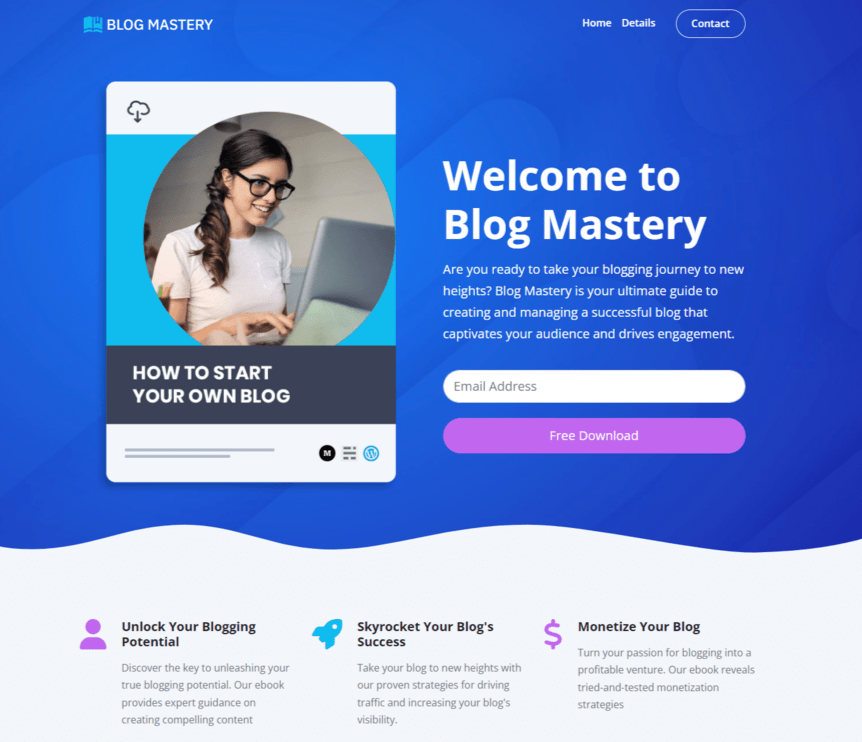 BLOG MASTERY
Home Details Contact
HOW TO START
YOUR OWN BLOG
M
Welcome to
Blog Mastery
Are you ready to take your blogging journey to new
heights? Blog Mastery is your ultimate guide to
creating and managing a successful blog that
captivates your audience and drives engagement.
Email Address
Free Download
Unlock Your Blogging
Potential
Discover the key to unleashing your
true blogging potential. Our ebook
provides expert guidance on
creating compelling content
Skyrocket Your Blog's
Success
Take your blog to new heights with
our proven strategies for driving
traffic and increasing your blog's
visibility.
Monetize Your Blog
Turn your passion for blogging into a
profitable venture. Our ebook reveals
tried-and-tested monetization
strategies